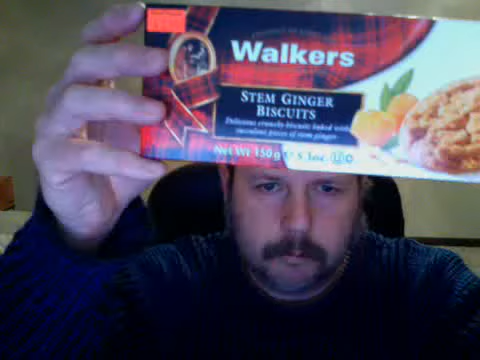 Walkers
STEM GINGER
BISCUITS
Delicious crunchy biscuits baked with
succulent pieces of stem ginger
Net Wt 150g e 5.3oz. U D